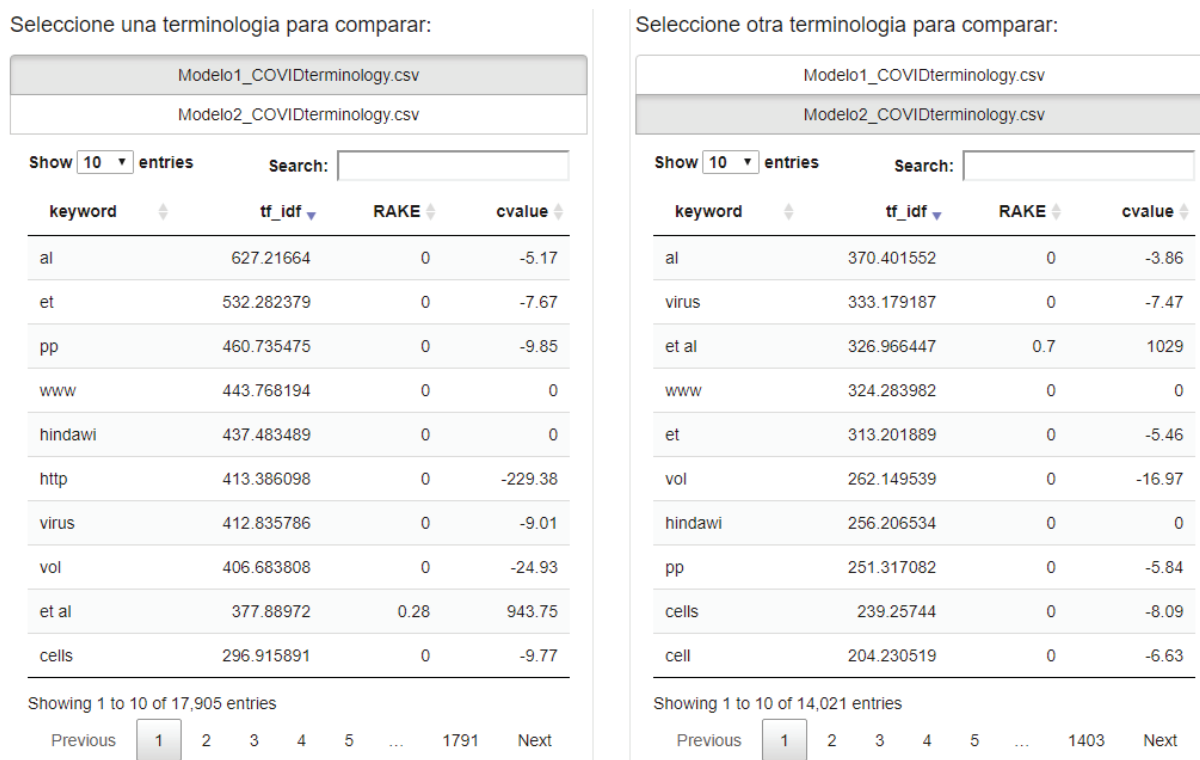 Seleccione una terminologia para comparar:
Modelo1_COVIDterminology.csv
Modelo2_COVIDterminology.csv
Show 10 entries Search:
keyword tf_idf RAKE cvalue
al 627.21664 0 -5.17
et 532.282379 0 -7.67
pp 460.735475 0 -9.85
www 443.768194 0 0
hindawi 437.483489 0 0
http 413.386098 0 -229.38
virus 412.835786 0 -9.01
vol 406.683808 0 -24.93
et al 377.88972 0.28 943.75
cells 296.915891 0 -9.77
Showing 1 to 10 of 17,905 entries
Previous 1 2 3 4 5 … 1791 Next
Seleccione otra terminologia para comparar:
Modelo1_COVIDterminology.csv
Modelo2_COVIDterminology.csv
Show 10 entries Search:
keyword tf_idf RAKE cvalue
al 370.401552 0 -3.86
virus 333.179187 0 -7.47
et al 326.966447 0.7 1029
www 324.283982 0 0
et 313.201889 0 -5.46
vol 262.149539 0 -16.97
hindawi 256.206534 0 0
pp 251.317082 0 -5.84
cells 239.25744 0 -8.09
cell 204.230519 0 -6.63
Showing 1 to 10 of 14,021 entries
Previous 1 2 3 4 5 … 1403 Next